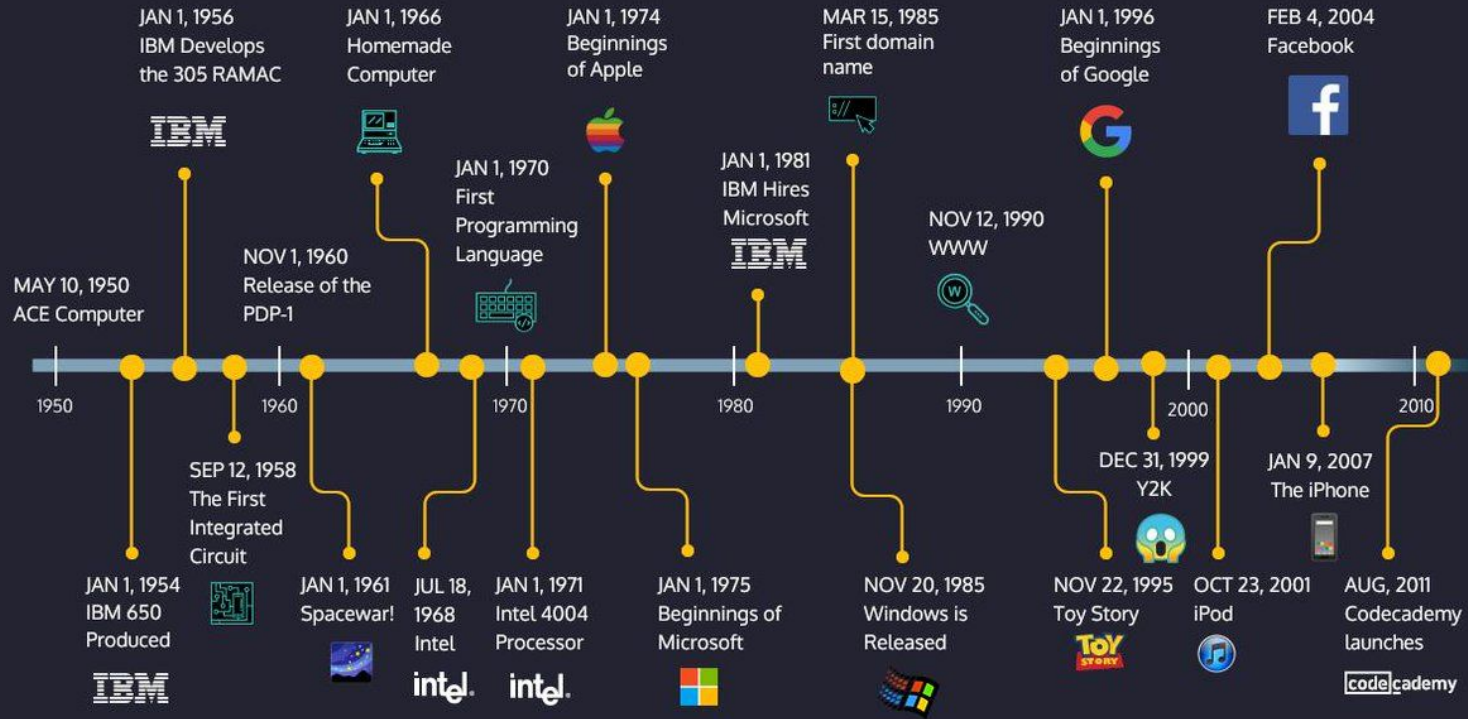 JAN 1, 1956
IBM Develops
the 305 RAMAC
IBM
JAN 1, 1966
Homemade
Computer
JAN 1, 1974
Beginnings
of Apple
MAR 15, 1985
First domain
name
://
JAN 1, 1996
Beginnings
of Google
G
FEB 4, 2004
Facebook
f
JAN 1, 1970
First
Programming
Language
</>
JAN 1, 1981
IBM Hires
Microsoft
IBM
NOV 12, 1990
WWW
W
MAY 10, 1950
ACE Computer
NOV 1, 1960
Release of the
PDP-1
1950
1960
1970
1980
1990
2000
2010
SEP 12, 1958
The First
Integrated
Circuit
DEC 31, 1999
Y2K
JAN 9, 2007
The iPhone
JAN 1, 1954
IBM 650
Produced
IBM
JAN 1, 1961
Spacewar!
JUL 18,
1968
Intel
intel.
JAN 1, 1971
Intel 4004
Processor
intel.
JAN 1, 1975
Beginnings of
Microsoft
NOV 20, 1985
Windows is
Released
NOV 22, 1995
Toy Story
TOY
STORY
OCT 23, 2001
iPod
AUG, 2011
Codecademy
launches
codecademy